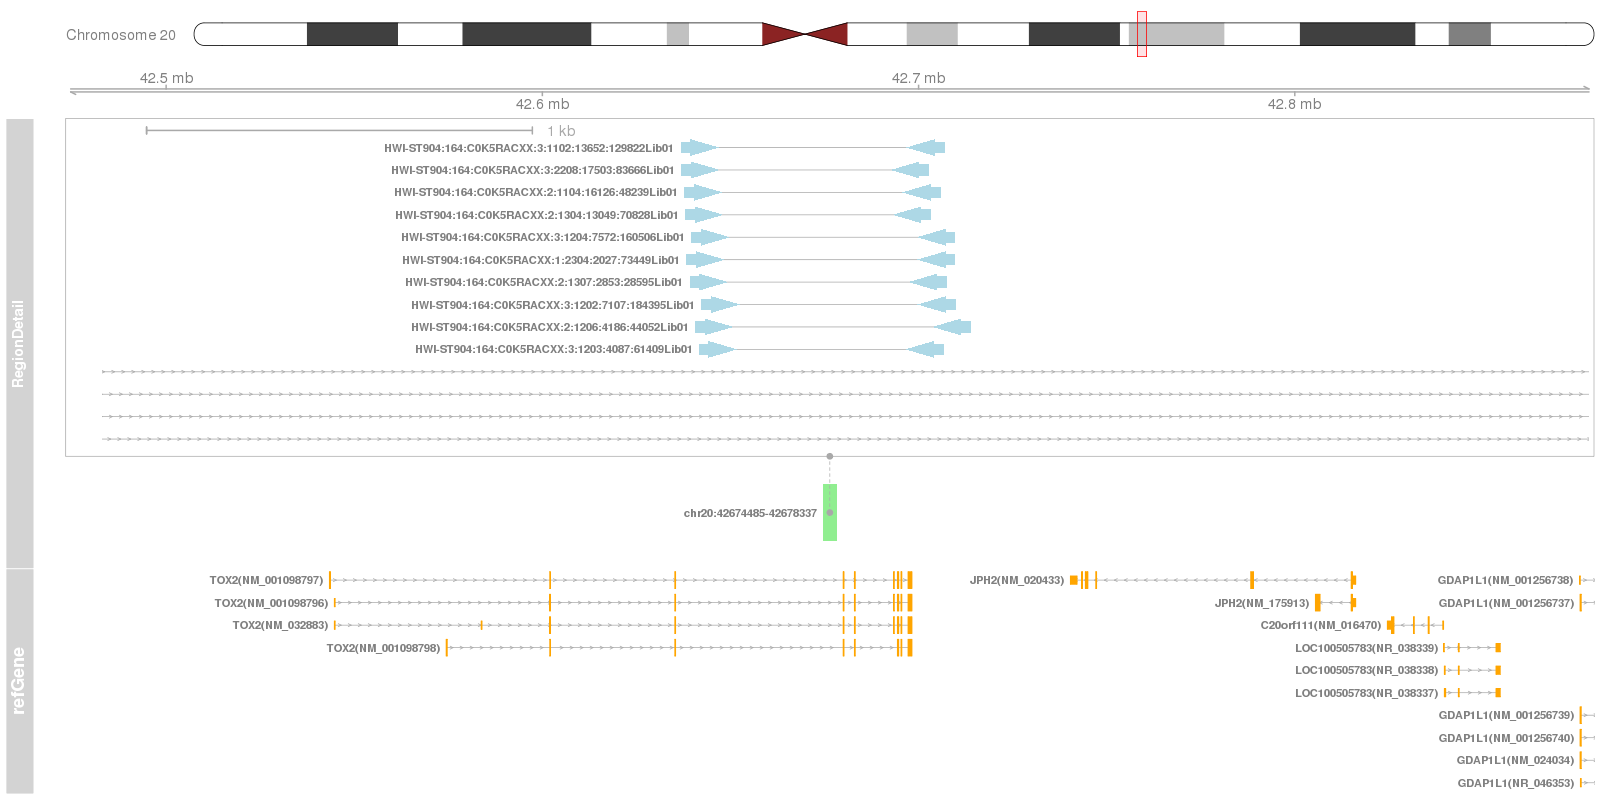 Chromosome 20
42.5 mb
42.7 mb
42.6 mb
42.8 mb
RegionDetail
1 kb
HWI-ST904:164:C0K5RACXX:3:1102:13652:129822Lib01
HWI-ST904:164:C0K5RACXX:3:2208:17503:83666Lib01
HWI-ST904:164:C0K5RACXX:2:1104:16126:48239Lib01
HWI-ST904:164:C0K5RACXX:2:1304:13049:70828Lib01
HWI-ST904:164:C0K5RACXX:3:1204:7572:160506Lib01
HWI-ST904:164:C0K5RACXX:1:2304:2027:73449Lib01
HWI-ST904:164:C0K5RACXX:2:1307:2853:28595Lib01
HWI-ST904:164:C0K5RACXX:3:1202:7107:184395Lib01
HWI-ST904:164:C0K5RACXX:2:1206:4186:44052Lib01
HWI-ST904:164:C0K5RACXX:3:1203:4087:61409Lib01
chr20:42674485-42678337
refGene
TOX2(NM_001098797) JPH2(NM_020433) GDAP1L1(NM_001256738)
TOX2(NM_001098796) JPH2(NM_175913) GDAP1L1(NM_001256737)
TOX2(NM_032883) C20orf111(NM_016470)
TOX2(NM_001098798) LOC100505783(NR_038339)
LOC100505783(NR_038338)
LOC100505783(NR_038337)
GDAP1L1(NM_001256739)
GDAP1L1(NM_001256740)
GDAP1L1(NM_024034)
GDAP1L1(NR_046353)